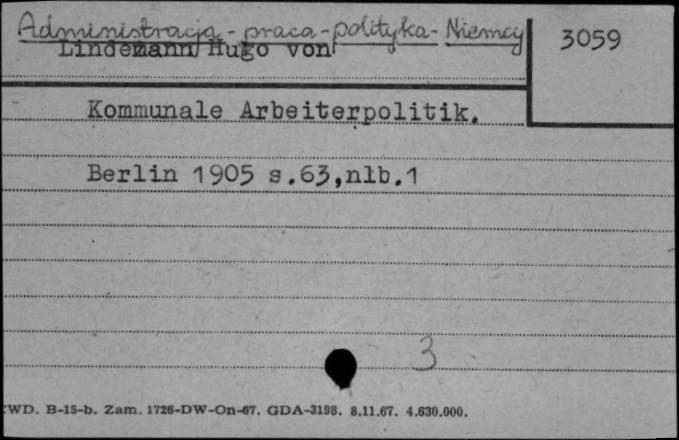 Administracja - praca - polityka - Niemcy
3059
Lindemann Hugo von
Kommunale Arbeiterpolitik.
Berlin 1905 s.63,nlb.1
3
WD. B-15-b. Zam. 1726-DW-On-67. GDA-3198. 8.11.67. 4.630.000.